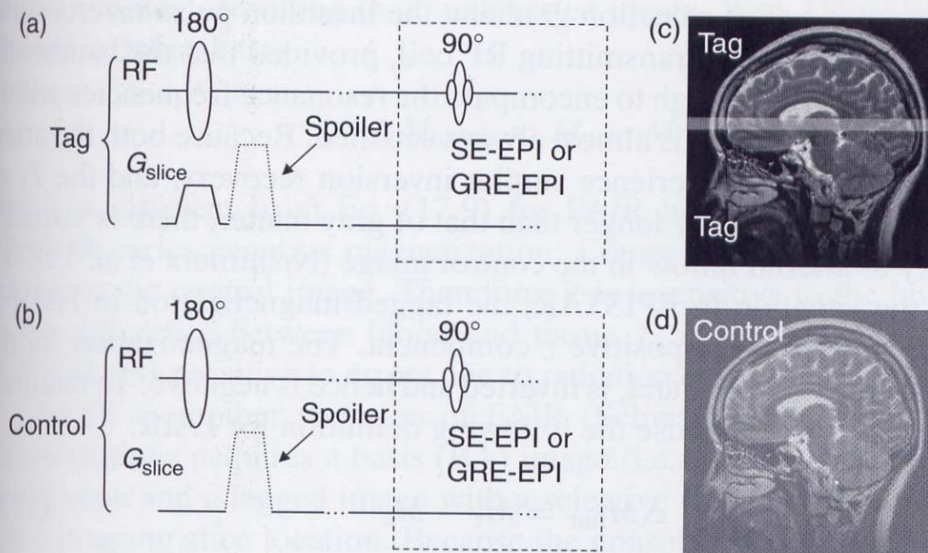 (a)
180°
RF
Tag
G slice
Spoiler
90°
SE-EPI or
GRE-EPI
(b)
180°
RF
Control
G slice
Spoiler
90°
SE-EPI or
GRE-EPI
(c)
Tag
Tag
(d)
Control